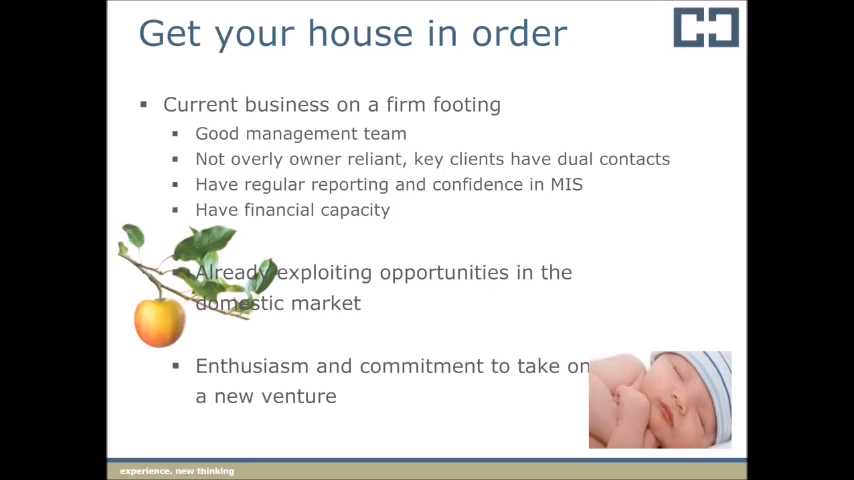 Get your house in order
Current business on a firm footing
Good management team
Not overly owner reliant, key clients have dual contacts
Have regular reporting and confidence in MIS
Have financial capacity
Already exploiting opportunities in the
domestic market
Enthusiasm and commitment to take on
a new venture
experience. new thinking